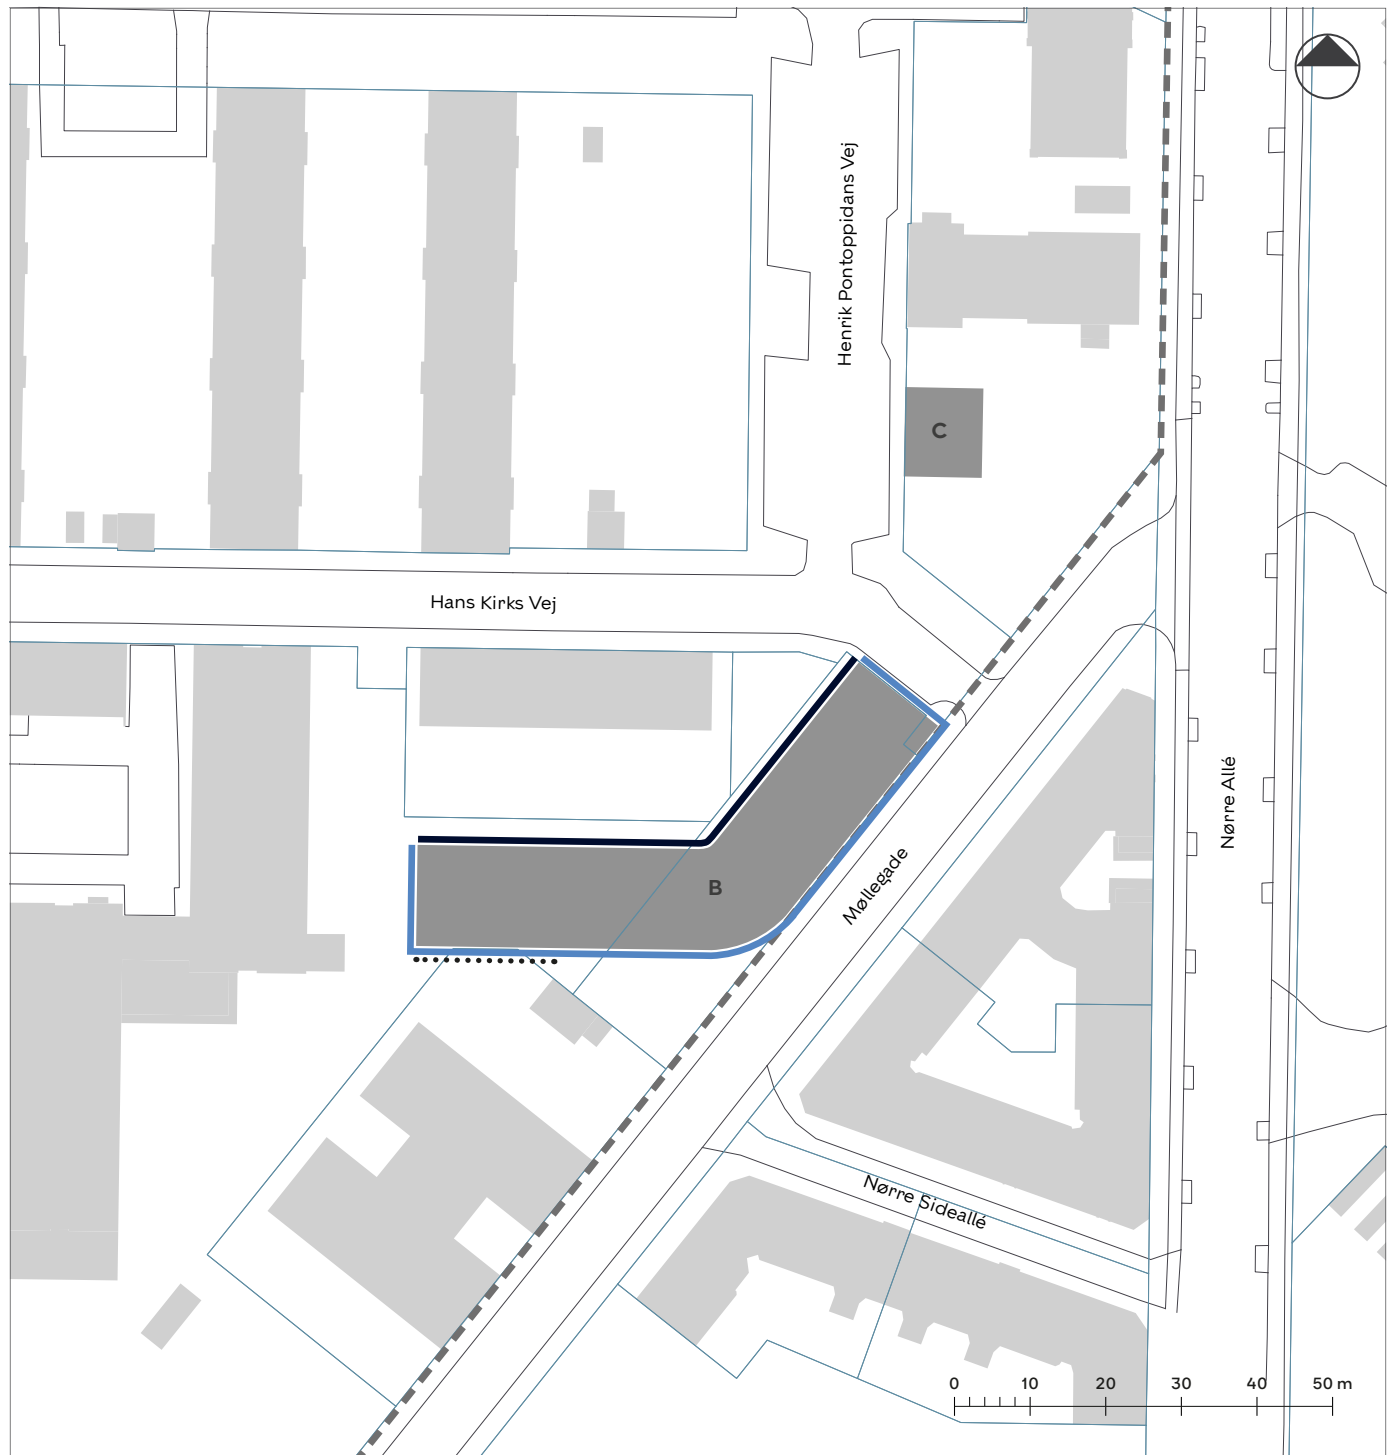 Henrik Pontoppidans Vej
C
Hans Kirks Vej
B
Møllegade
Nørre Allé
Nørre Sideallé
0 10 20 30 40 50 m